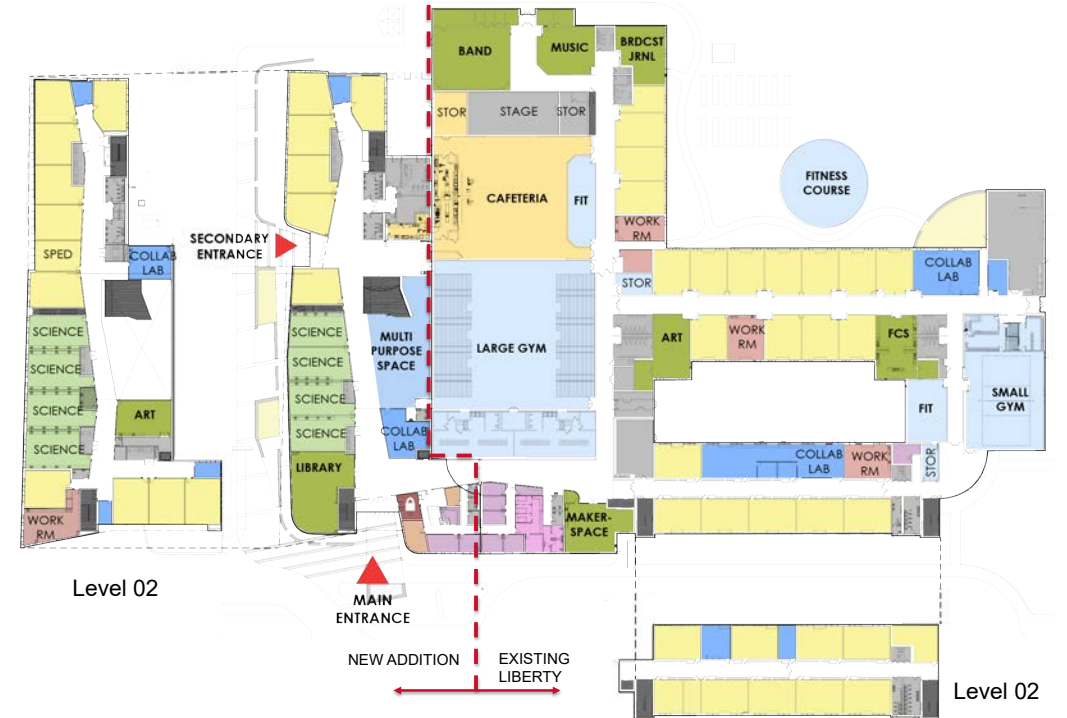 BAND
MUSIC
BRDCST
JRNL
STOR
STAGE
STOR
CAFETERIA
FIT
FITNESS
COURSE
WORK
RM
SECONDARY
ENTRANCE
SPED
COLLAB
LAB
STOR
COLLAB
LAB
SCIENCE
SCIENCE
SCIENCE
SCIENCE
ART
WORK
RM
SCIENCE
SCIENCE
SCIENCE
SCIENCE
LIBRARY
MULTI
PURPOSE
SPACE
COLLAB
LAB
LARGE GYM
ART
WORK
RM
FCS
FIT
SMALL
GYM
COLLAB
LAB
WORK
RM
STOR
MAKER-
SPACE
Level 02
MAIN
ENTRANCE
NEW ADDITION
EXISTING
LIBERTY
Level 02